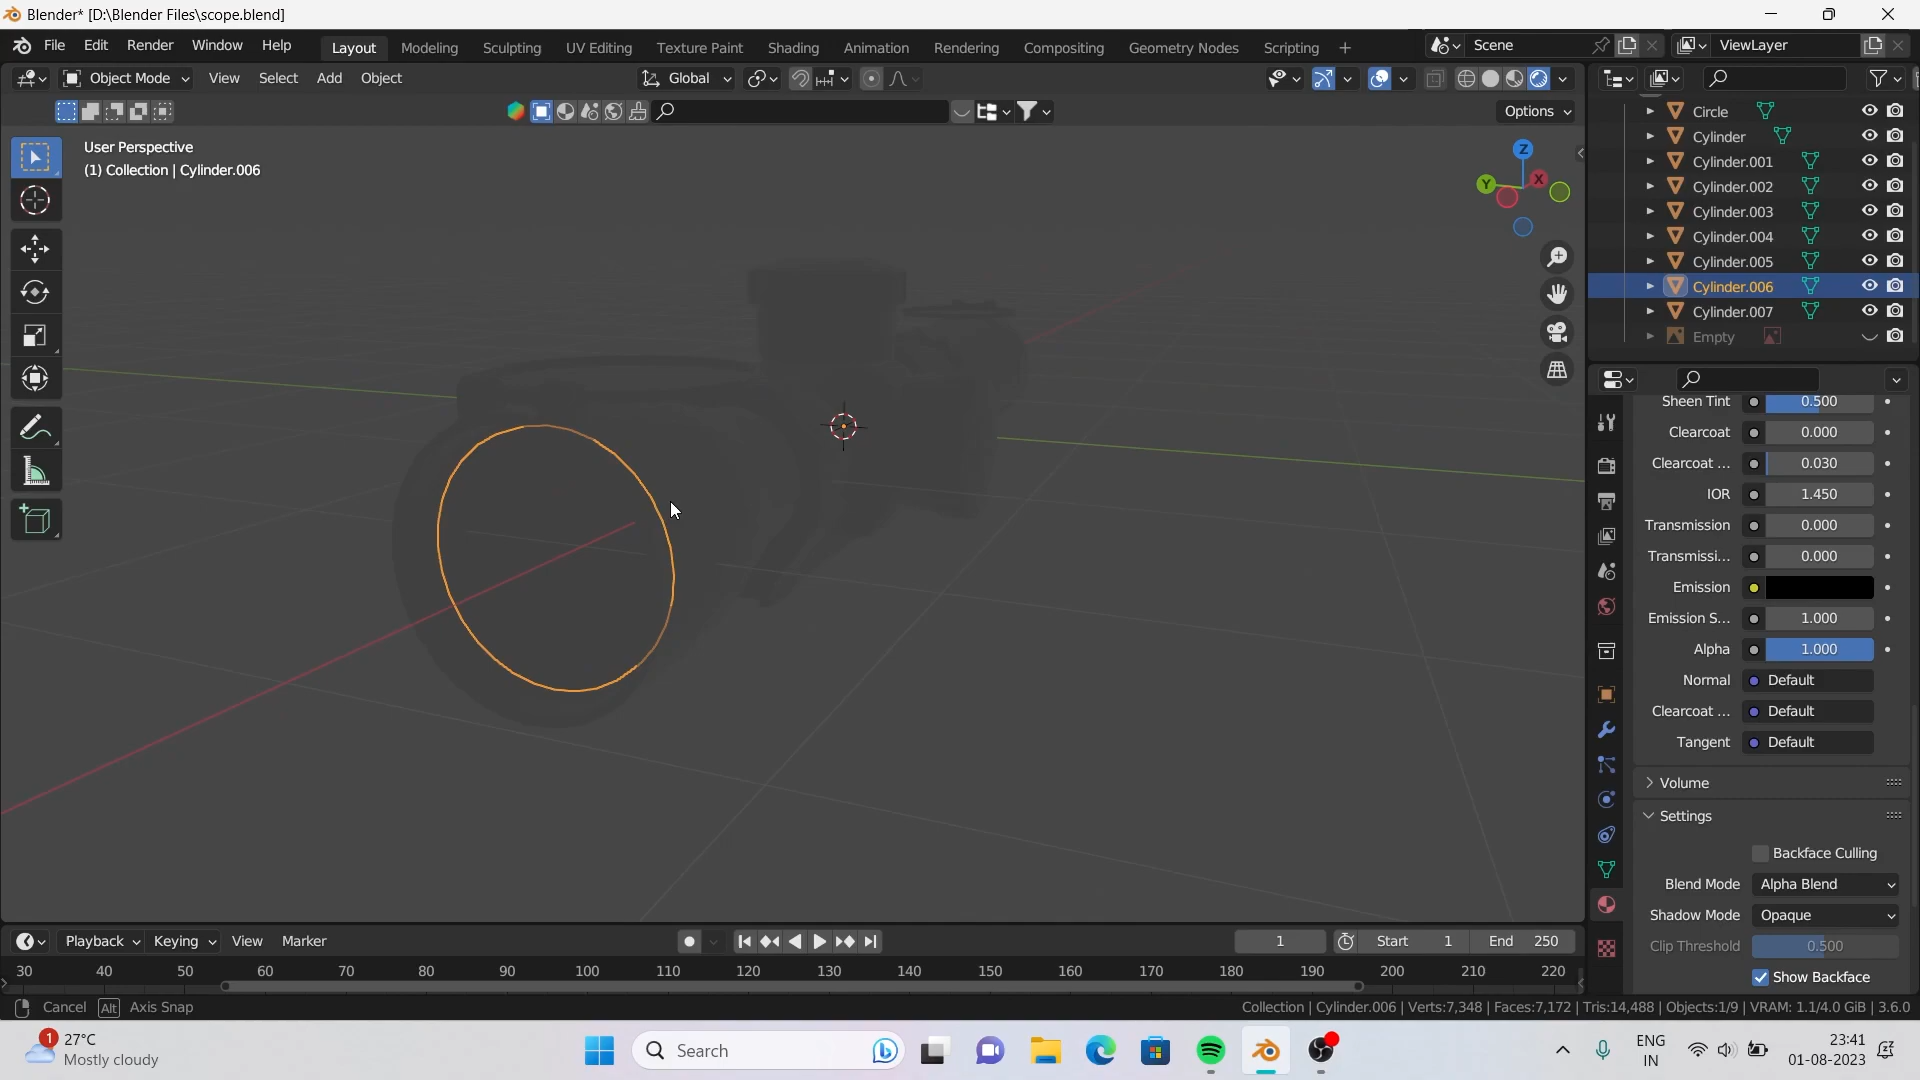 Blender* [D:\Blender Files\scope.blend]
File Edit Render Window Help
Layout Modeling Sculpting UV Editing Texture Paint Shading Animation Rendering Compositing Geometry Nodes Scripting +
Scene
ViewLayer
Object Mode View Select Add Object
Global
Options
User Perspective
(1) Collection | Cylinder.006
Z
Y
X
Circle
Cylinder
Cylinder.001
Cylinder.002
Cylinder.003
Cylinder.004
Cylinder.005
Cylinder.006
Cylinder.007
Empty
Sheen Tint 0.500
Clearcoat 0.000
Clearcoat ... 0.030
IOR 1.450
Transmission 0.000
Transmissi... 0.000
Emission
Emission S... 1.000
Alpha 1.000
Normal Default
Clearcoat ... Default
Tangent Default
Volume
Settings
Backface Culling
Blend Mode Alpha Blend
Shadow Mode Opaque
Clip Threshold 0.500
Show Backface
Playback Keying View Marker
1 Start 1 End 250
30 40 50 60 70 80 90 100 110 120 130 140 150 160 170 180 190 200 210 220
Cancel Alt Axis Snap
Collection | Cylinder.006 | Verts:7,348 | Faces:7,172 | Tris:14,488 | Objects:1/9 | VRAM: 1.1/4.0 GiB | 3.6.0
1
27°C
Mostly cloudy
Search
ENG
IN
23:41
01-08-2023